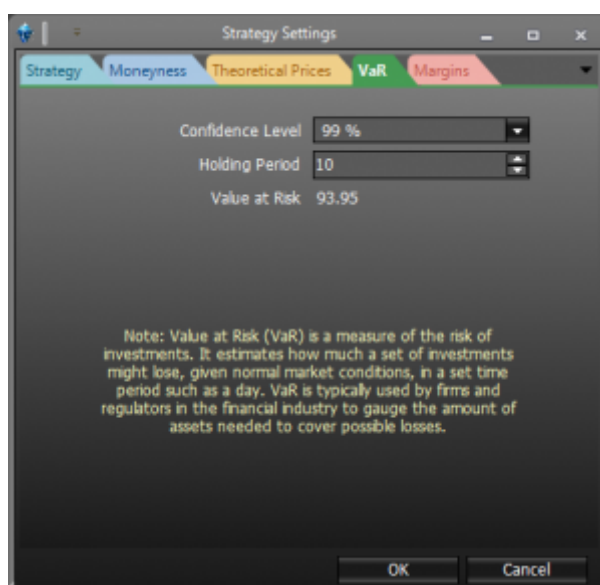 Strategy Settings
Strategy Moneyness Theoretical Prices VaR Margins
Confidence Level 99 %
Holding Period 10
Value at Risk 93.95
Note: Value at Risk (VaR) is a measure of the risk of
investments. It estimates how much a set of investments
might lose, given normal market conditions, in a set time
period such as a day. VaR is typically used by firms and
regulators in the financial industry to gauge the amount of
assets needed to cover possible losses.
OK Cancel